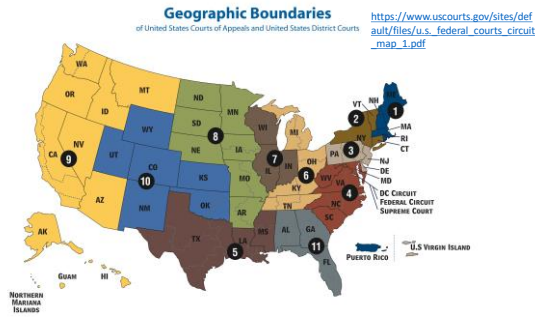 Geographic Boundaries
of United States Courts of Appeals and United States District Courts
https://www.uscourts.gov/sites/def
ault/files/u.s._federal_courts_circuit
_map_1.pdf
WA
MT
ND
MN
OR
ID
SD
WI
MI
VT
NH
ME
1
2
NY
MA
RI
CT
WY
8
NE
IA
7
IL
IN
OH
PA
3
NJ
DE
MD
NV
CA
9
UT
CO
10
KS
MO
6
KY
WV
VA
4
DC CIRCUIT
FEDERAL CIRCUIT
SUPREME COURT
AZ
NM
OK
AR
TN
NC
SC
TX
LA
5
MS
AL
GA
11
FL
AK
HI
GUAM
NORTHERN
MARIANA
ISLANDS
PUERTO RICO
U.S VIRGIN ISLAND